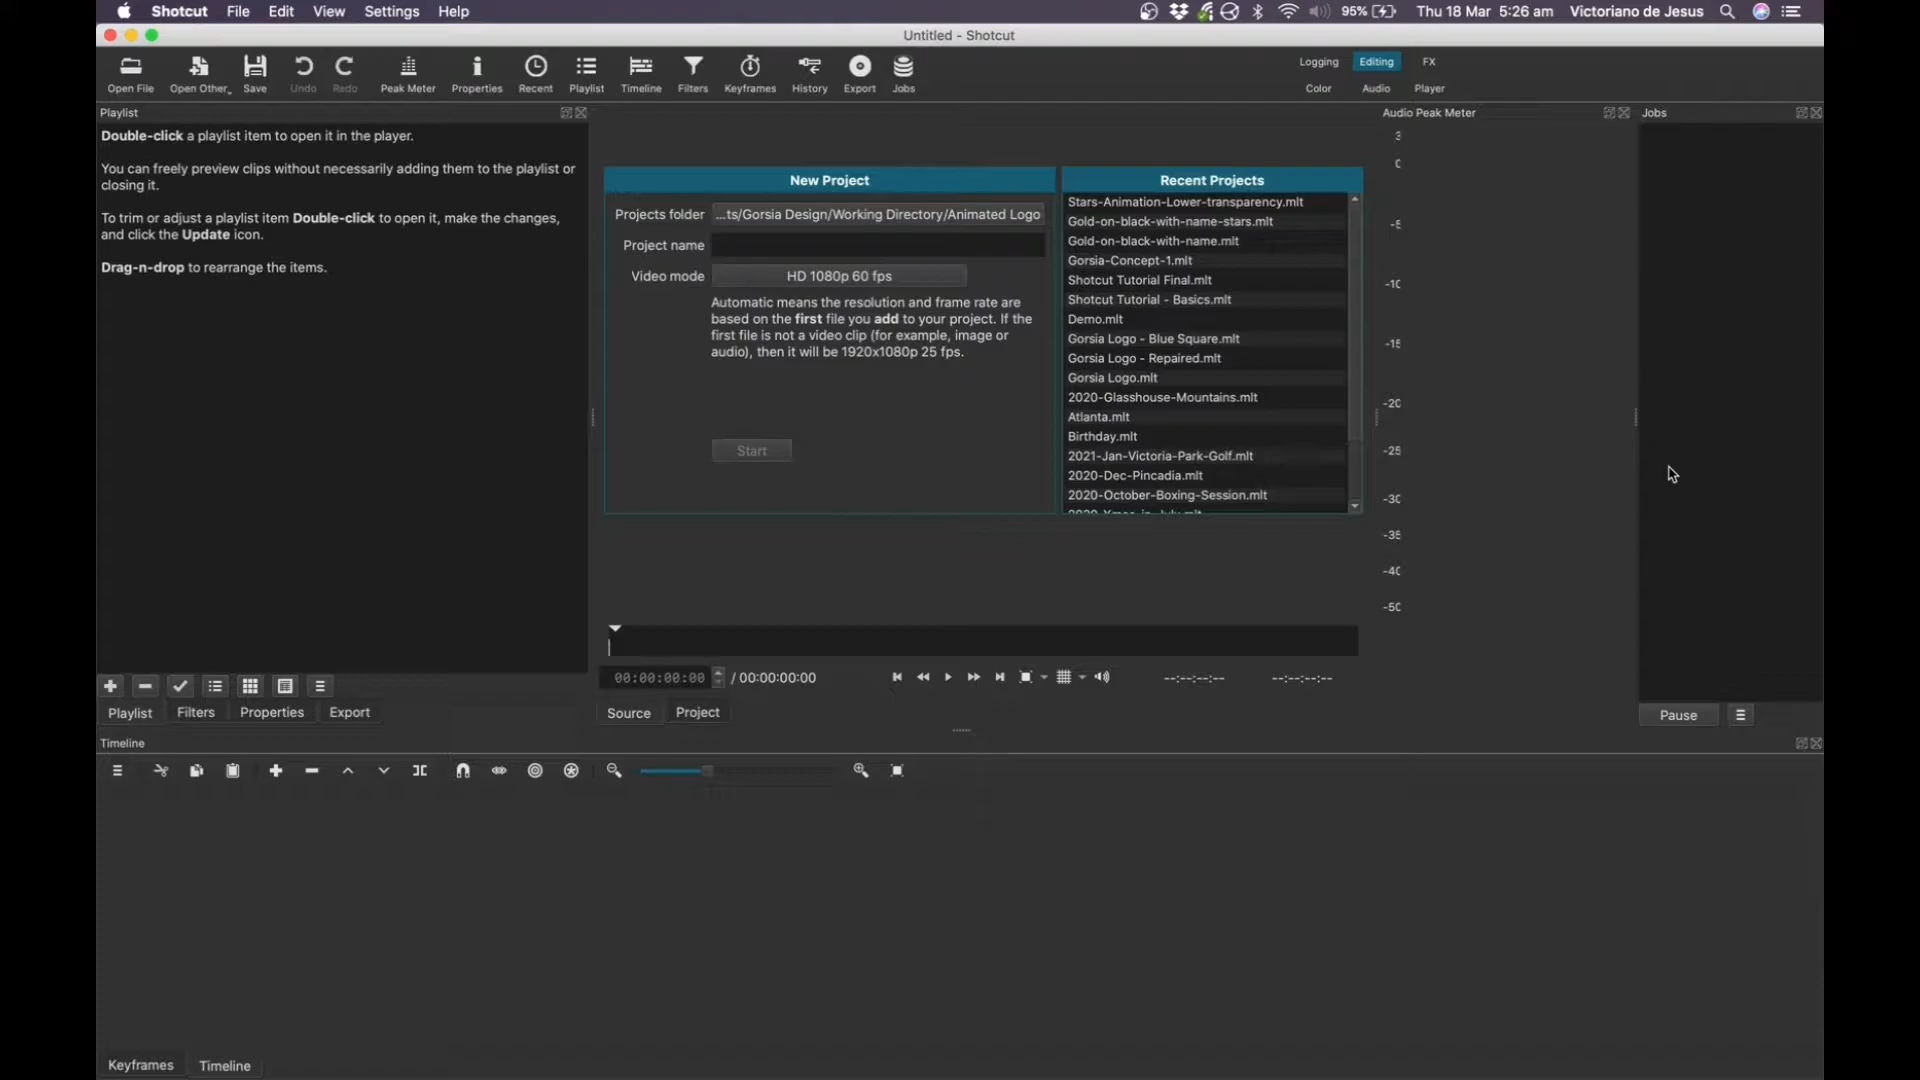 Shotcut File Edit View Settings Help
95% Thu 18 Mar 5:26 am Victoriano de Jesus
Untitled - Shotcut
Open File Open Other... Save Undo Redo Peak Meter Properties Recent Playlist Timeline Filters Keyframes History Export Jobs
Logging Editing FX
Color Audio Player
Playlist
Double-click a playlist item to open it in the player.
You can freely preview clips without necessarily adding them to the playlist or
closing it.
To trim or adjust a playlist item Double-click to open it, make the changes,
and click the Update icon.
Drag-n-drop to rearrange the items.
Playlist Filters Properties Export
New Project
Projects folder ...ts/Gorsia Design/Working Directory/Animated Logo
Project name
Video mode HD 1080p 60 fps
Automatic means the resolution and frame rate are
based on the first file you add to your project. If the
first file is not a video clip (for example, image or
audio), then it will be 1920x1080p 25 fps.
Start
Recent Projects
Stars-Animation-Lower-transparency.mlt
Gold-on-black-with-name-stars.mlt
Gold-on-black-with-name.mlt
Gorsia-Concept-1.mlt
Shotcut Tutorial Final.mlt
Shotcut Tutorial - Basics.mlt
Demo.mlt
Gorsia Logo - Blue Square.mlt
Gorsia Logo - Repaired.mlt
Gorsia Logo.mlt
2020-Glasshouse-Mountains.mlt
Atlanta.mlt
Birthday.mlt
2021-Jan-Victoria-Park-Golf.mlt
2020-Dec-Pincadia.mlt
2020-October-Boxing-Session.mlt
2020-Xmas-in-July.mlt
00:00:00:00 / 00:00:00:00 --:--:--:-- --:--:--:--
Source Project
Audio Peak Meter
3
0
-5
-10
-15
-20
-25
-30
-35
-40
-50
Jobs
Pause
Timeline
Keyframes Timeline